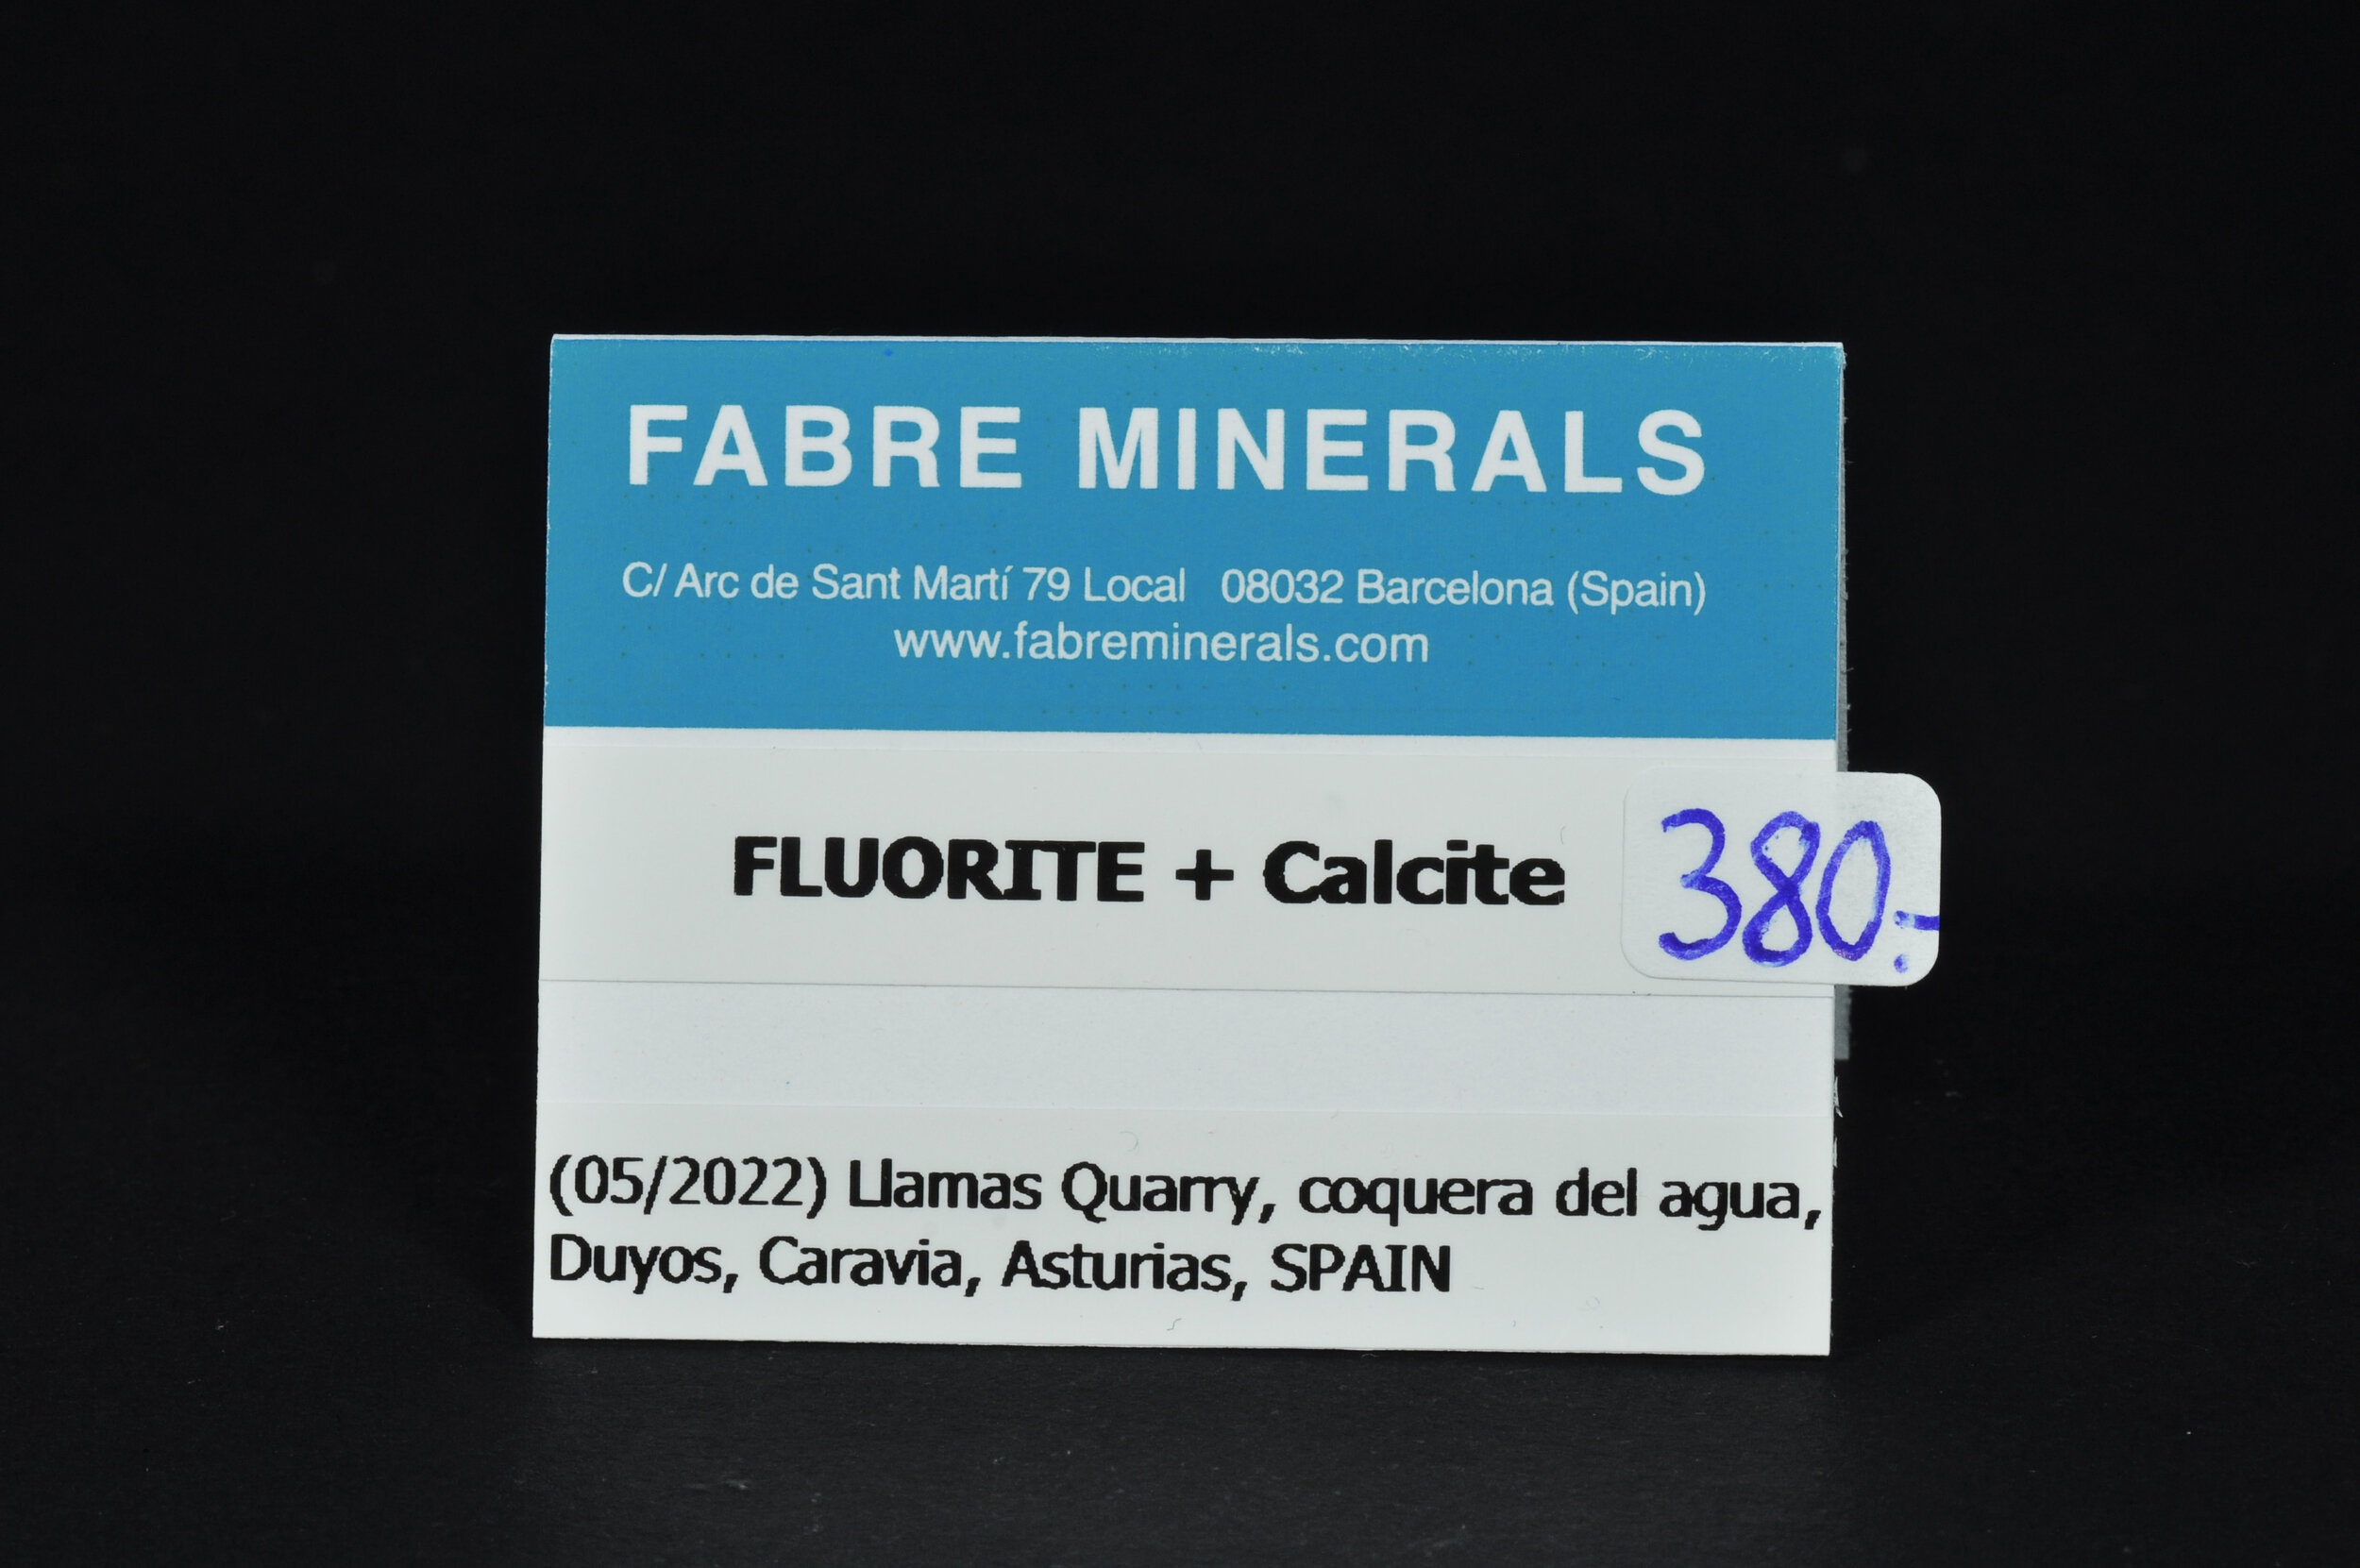 FABRE MINERALS
C/ Arc de Sant Martí 79 Local 08032 Barcelona (Spain)
www.fabreminerals.com
FLUORITE + Calcite
380.-
(05/2022) Llamas Quarry, coquera del agua,
Duyos, Caravia, Asturias, SPAIN